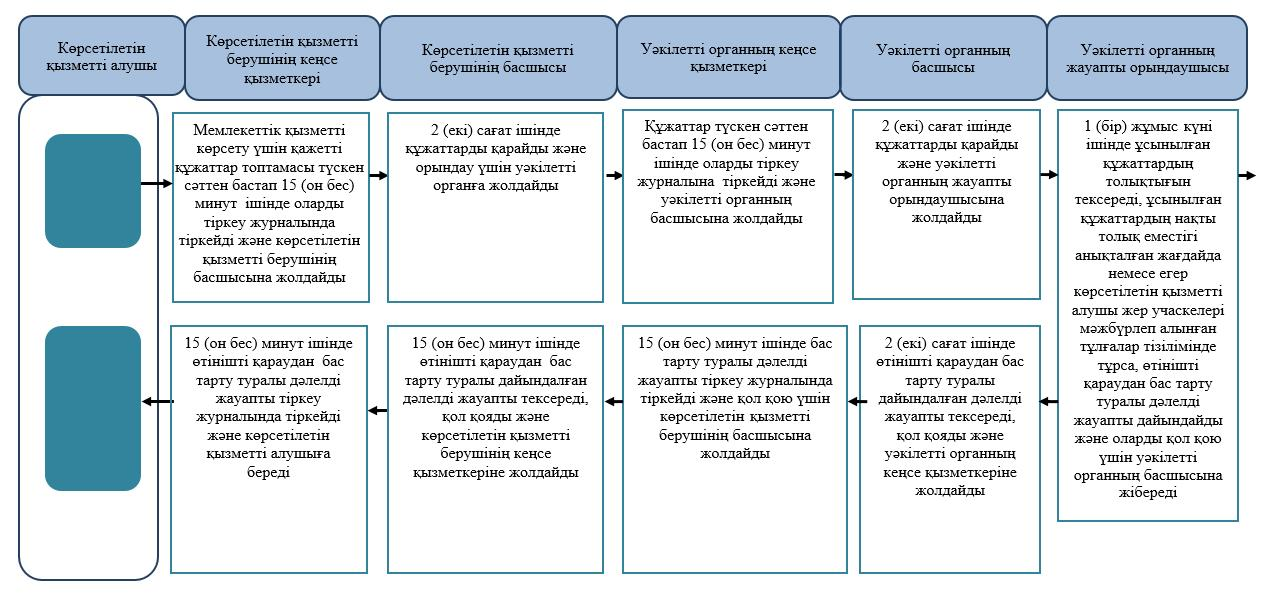 Көрсетілетін
қызметті алушы
Көрсетілетін қызметті
берушінің кеңсе
қызметкері
Көрсетілетін қызметті
берушінің басшысы
Уәкілетті органның кеңсе
қызметкері
Уәкілетті органның
басшысы
Уәкілетті органның
жауапты орындаушысы
Мемлекеттік қызметті
көрсету үшін қажетті
құжаттар топтамасы түскен
сәттен бастап 15 (он бес)
минут ішінде оларды
тіркеу журналында
тіркейді және көрсетілетін
қызметті берушінің
басшысына жолдайды
2 (екі) сағат ішінде
құжаттарды қарайды және
орындау үшін уәкілетті
органға жолдайды
Құжаттар түскен сәттен
бастап 15 (он бес) минут
ішінде оларды тіркеу
журналына тіркейді және
уәкілетті органның
басшысына жолдайды
2 (екі) сағат ішінде
құжаттарды қарайды
және уәкілетті
органның жауапты
орындаушысына
жолдайды
1 (бір) жұмыс күні
ішінде ұсынылған
құжаттардың
толықтығын
тексереді, ұсынылған
құжаттардың нақты
толық еместігі
анықталған жағдайда
немесе егер
көрсетілетін қызметті
алушы жер учаскелері
мәжбүрлеп алынған
тұлғалар тізілімінде
тұрса, өтінішті
қараудан бас тарту
туралы дәлелді
жауапты дайындайды
және оларды қол қою
үшін уәкілетті
органның басшысына
жібереді
15 (он бес) минут ішінде
өтінішті қараудан бас
тарту туралы дәлелді
жауапты тіркеу
журналында тіркейді
және көрсетілетін
қызметті алушыға
береді
15 (он бес) минут ішінде
өтінішті қараудан бас
тарту туралы дайындалған
дәлелді жауапты тексереді,
қол қояды және
көрсетілетін қызметті
берушінің кеңсе
қызметкеріне жолдайды
15 (он бес) минут ішінде бас
тарту туралы дәлелді
жауапты тіркеу журналында
тіркейді және қол қою үшін
көрсетілетін қызметті
берушінің басшысына
жолдайды
2 (екі) сағат ішінде
өтінішті қараудан бас
тарту туралы
дайындалған дәлелді
жауапты тексереді,
қол қояды және
уәкілетті органның
кеңсе қызметкеріне
жолдайды